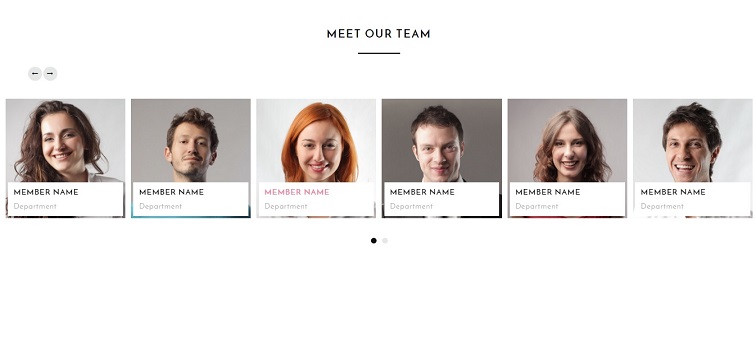 MEET OUR TEAM
← →
MEMBER NAME
Department
MEMBER NAME
Department
MEMBER NAME
Department
MEMBER NAME
Department
MEMBER NAME
Department
MEMBER NAME
Department